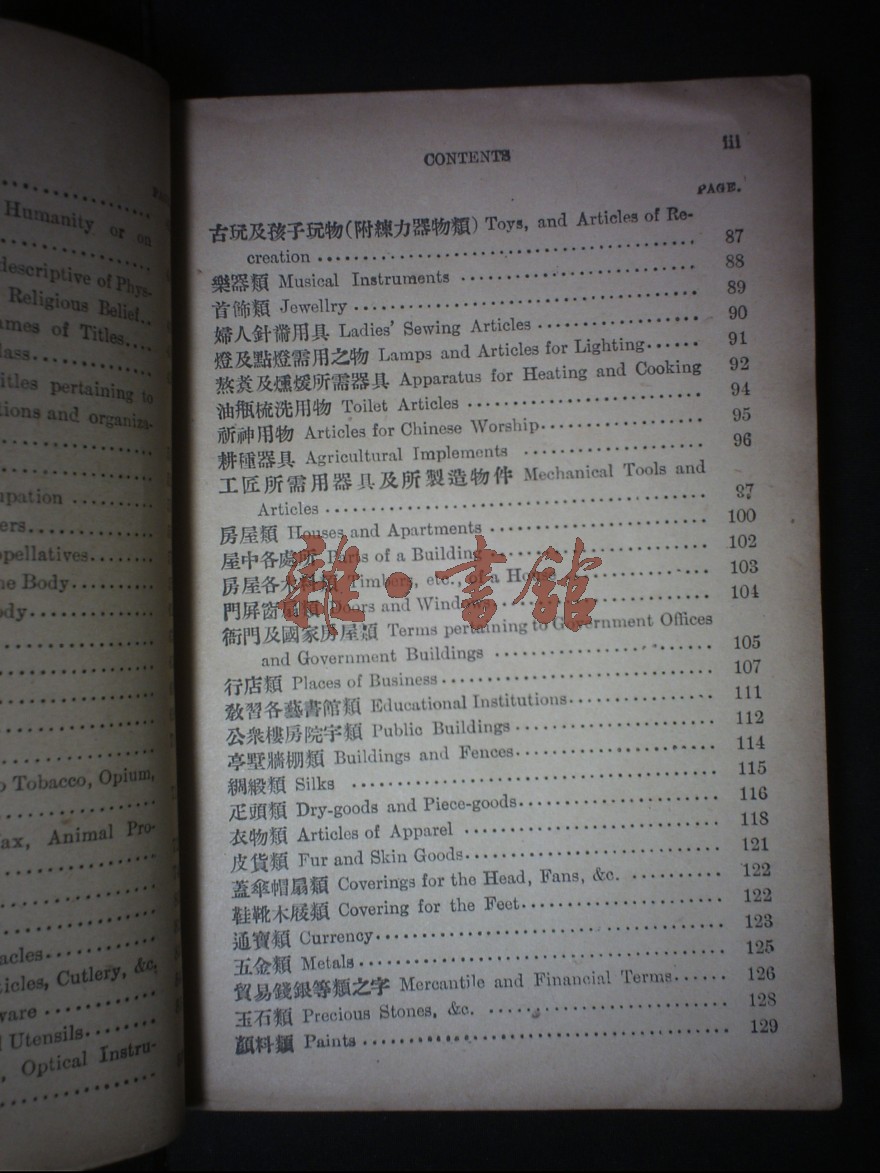 Humanity or on
descriptive of Phys-
Religious Belief..
ames of Titles....
lass
itles pertaining to
tions and organiza-
upation
ers
opellatives
he Body
ody
o Tobacco, Opium,
ax, Animal Pro-
acles
ticles, Cutlery, &c,
ware
l Utensils
, Optical Instru-
CONTENTS iii
PAGE.
古玩及孩子玩物(附練力器物類) Toys, and Articles of Re-
creation 87
樂器類 Musical Instruments 88
首飾類 Jewellry 89
婦人針黹用具 Ladies' Sewing Articles 90
燈及點燈需用之物 Lamps and Articles for Lighting 91
熬煑及燻煖所需器具 Apparatus for Heating and Cooking 92
油瓶梳洗用物 Toilet Articles 94
祈神用物 Articles for Chinese Worship 95
耕種器具 Agricultural Implements 96
工匠所需用器具及所製造物件 Mechanical Tools and
Articles 97
房屋類 Houses and Apartments 100
屋中各處所 Parts of a Building 102
房屋各木料類 Timbers, etc., of a House 103
門屏窗扇類 Doors and Windows 104
衙門及國家房屋類 Terms pertaining to Government Offices
and Government Buildings 105
行店類 Places of Business 107
敎習各藝書館類 Educational Institutions 111
公衆樓房院宇類 Public Buildings 112
亭墅牆棚類 Buildings and Fences 114
綢緞類 Silks 115
疋頭類 Dry-goods and Piece-goods 116
衣物類 Articles of Apparel 118
皮貨類 Fur and Skin Goods 121
蓋傘帽扇類 Coverings for the Head, Fans, &c. 122
鞋靴木屐類 Covering for the Feet 122
通寶類 Currency 123
五金類 Metals 125
貿易錢銀等類之字 Mercantile and Financial Terms 126
玉石類 Precious Stones, &c. 128
顏料類 Paints 129
雜·書館